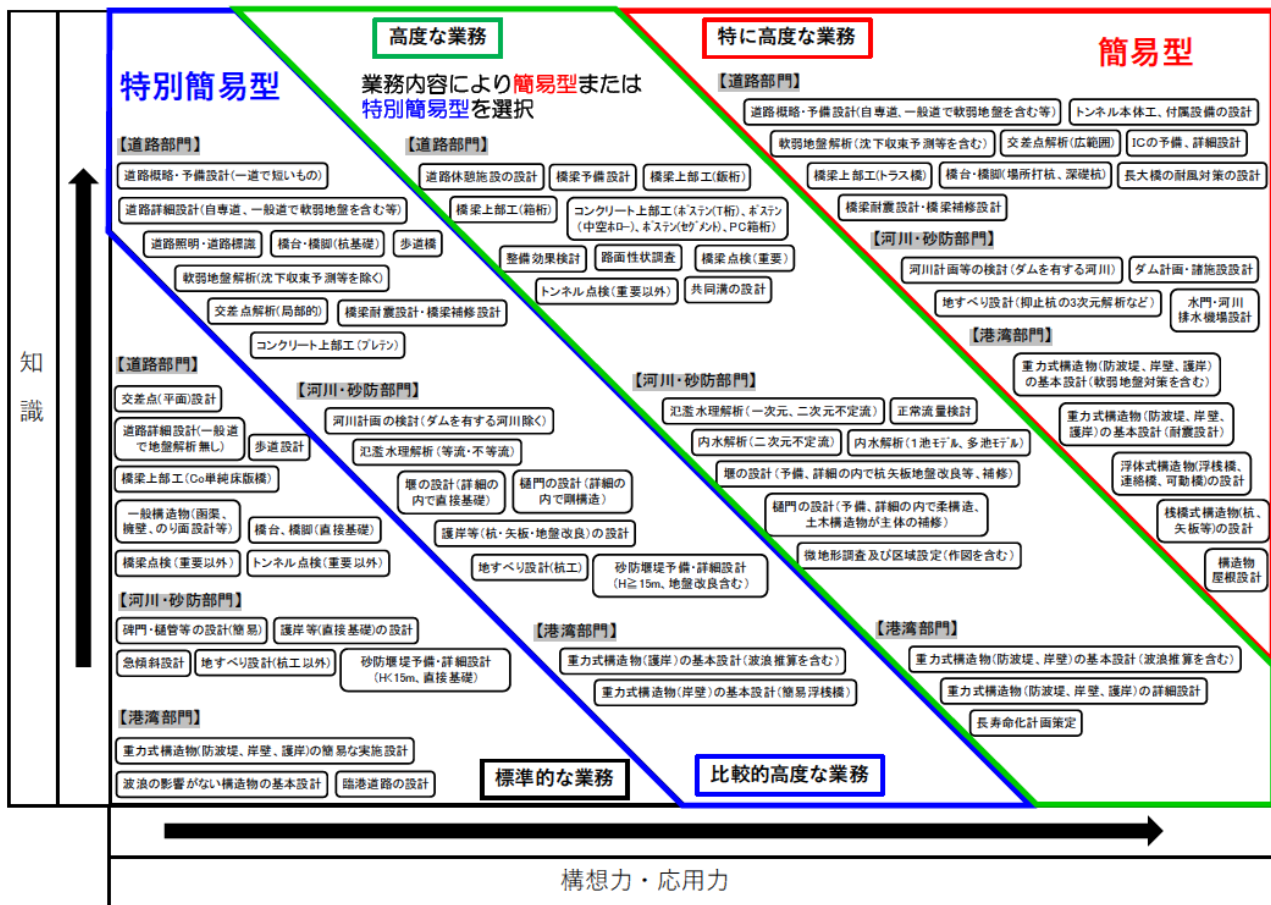 高度な業務
特に高度な業務
簡易型
特別簡易型
業務内容により簡易型または
特別簡易型を選択
【道路部門】
道路概略・予備設計(一道で短いもの)
道路詳細設計(自専道、一般道で軟弱地盤を含む等)
道路照明・道路標識
橋台・橋脚(杭基礎)
歩道橋
軟弱地盤解析(沈下収束予測等を除く)
交差点解析(局部的)
橋梁耐震設計・橋梁補修設計
コンクリート上部工(プレテン)
【道路部門】
道路休憩施設の設計
橋梁予備設計
橋梁上部工(鈑桁)
橋梁上部工(箱桁)
コンクリート上部工(ポステン(T桁)、ポステン
(中空ホロー)、ポステン(セグメント)、PC箱桁)
整備効果検討
路面性状調査
橋梁点検(重要)
トンネル点検(重要以外)
共同溝の設計
【道路部門】
道路概略・予備設計(自専道、一般道で軟弱地盤を含む等)
トンネル本体工、付属設備の設計
軟弱地盤解析(沈下収束予測等を含む)
交差点解析(広範囲)
ICの予備、詳細設計
橋梁上部工(トラス橋)
橋台・橋脚(場所打杭、深礎杭)
長大橋の耐風対策の設計
橋梁耐震設計・橋梁補修設計
【河川・砂防部門】
河川計画等の検討(ダムを有する河川)
ダム計画・諸施設設計
地すべり設計(抑止杭の3次元解析など)
水門・河川
排水機場設計
【港湾部門】
重力式構造物(防波堤、岸壁、護岸)
の基本設計(軟弱地盤対策を含む)
重力式構造物(防波堤、岸壁、
護岸)の基本設計(耐震設計)
浮体式構造物(浮桟橋、
連絡橋、可動橋)の設計
桟橋式構造物(杭、
矢板等)の設計
構造物
屋根設計
【道路部門】
交差点(平面)設計
道路詳細設計(一般道
で地盤解析無し)
歩道設計
橋梁上部工(Co単純床版橋)
一般構造物(函渠、
擁壁、のり面設計等)
橋台、橋脚(直接基礎)
橋梁点検(重要以外)
トンネル点検(重要以外)
【河川・砂防部門】
碑門・樋管等の設計(簡易)
護岸等(直接基礎)の設計
急傾斜設計
地すべり設計(杭工以外)
砂防堰堤予備・詳細設計
(H<15m、直接基礎)
【港湾部門】
重力式構造物(防波堤、岸壁、護岸)の簡易な実施設計
波浪の影響がない構造物の基本設計
臨港道路の設計
標準的な業務
【河川・砂防部門】
河川計画の検討(ダムを有する河川除く)
氾濫水理解析(等流・不等流)
堰の設計(詳細の
内で直接基礎)
樋門の設計(詳細の
内で剛構造)
護岸等(杭・矢板・地盤改良)の設計
地すべり設計(杭工)
砂防堰堤予備・詳細設計
(H≧15m、地盤改良含む)
【港湾部門】
重力式構造物(護岸)の基本設計(波浪推算を含む)
重力式構造物(岸壁)の基本設計(簡易浮桟橋)
比較的高度な業務
【河川・砂防部門】
氾濫水理解析(一次元、二次元不定流)
正常流量検討
内水解析(二次元不定流)
内水解析(1池モデル、多池モデル)
堰の設計(予備、詳細の内で杭矢板地盤改良等、補修)
樋門の設計(予備、詳細の内で柔構造、
土木構造物が主体の補修)
微地形調査及び区域設定(作図を含む)
【港湾部門】
重力式構造物(防波堤、岸壁)の基本設計(波浪推算を含む)
重力式構造物(防波堤、岸壁、護岸)の詳細設計
長寿命化計画策定
知識
構想力・応用力